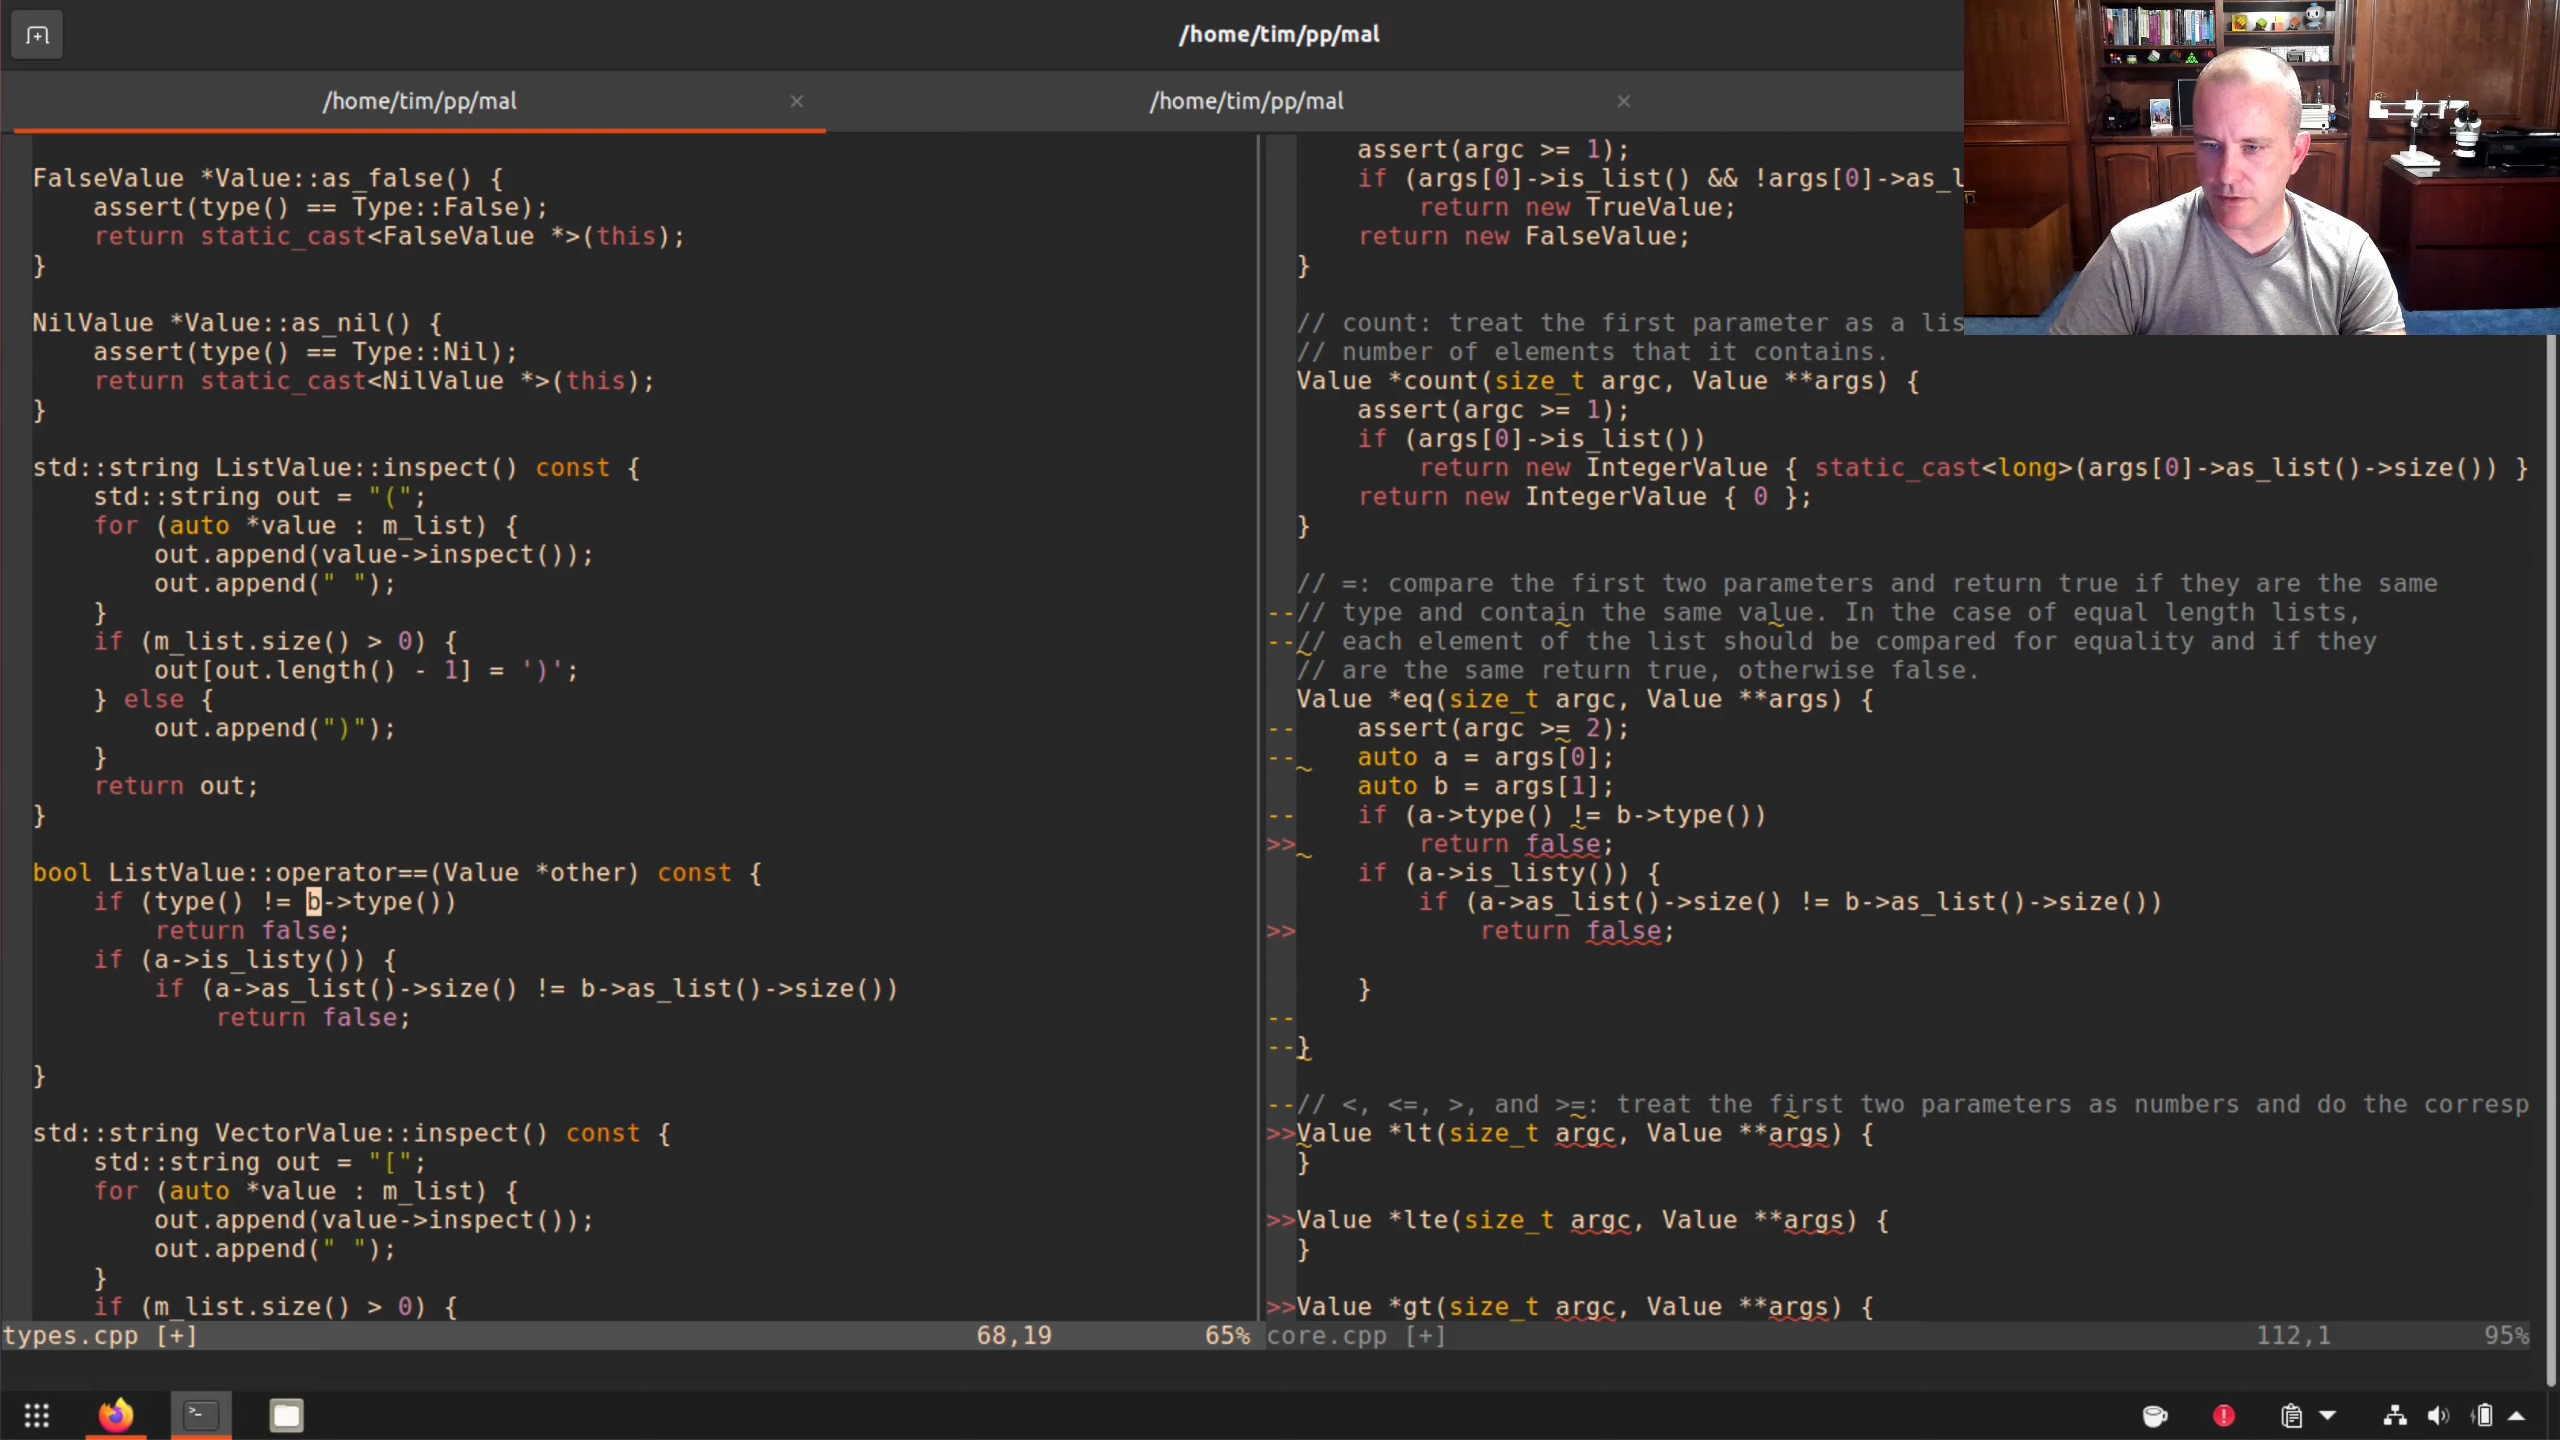 /home/tim/pp/mal
/home/tim/pp/mal ×
/home/tim/pp/mal ×
FalseValue *Value::as_false() {
    assert(type() == Type::False);
    return static_cast<FalseValue *>(this);
}
NilValue *Value::as_nil() {
    assert(type() == Type::Nil);
    return static_cast<NilValue *>(this);
}
std::string ListValue::inspect() const {
    std::string out = "(";
    for (auto *value : m_list) {
        out.append(value->inspect());
        out.append(" ");
    }
    if (m_list.size() > 0) {
        out[out.length() - 1] = ')';
    } else {
        out.append(")");
    }
    return out;
}
bool ListValue::operator==(Value *other) const {
    if (type() != b->type())
        return false;
    if (a->is_listy()) {
        if (a->as_list()->size() != b->as_list()->size())
            return false;
}
std::string VectorValue::inspect() const {
    std::string out = "[";
    for (auto *value : m_list) {
        out.append(value->inspect());
        out.append(" ");
    }
    if (m_list.size() > 0) {
types.cpp [+] 68,19 65%
    assert(argc >= 1);
    if (args[0]->is_list() && !args[0]->as_l
        return new TrueValue;
    return new FalseValue;
}
// count: treat the first parameter as a lis
// number of elements that it contains.
Value *count(size_t argc, Value **args) {
    assert(argc >= 1);
    if (args[0]->is_list())
        return new IntegerValue { static_cast<long>(args[0]->as_list()->size()) }
    return new IntegerValue { 0 };
}
// =: compare the first two parameters and return true if they are the same
--// type and contain the same value. In the case of equal length lists,
--// each element of the list should be compared for equality and if they
// are the same return true, otherwise false.
Value *eq(size_t argc, Value **args) {
--    assert(argc >= 2);
--    auto a = args[0];
    auto b = args[1];
--    if (a->type() != b->type())
>>        return false;
    if (a->is_listy()) {
        if (a->as_list()->size() != b->as_list()->size())
>>            return false;
    }
--
--}
--// <, <=, >, and >=: treat the first two parameters as numbers and do the corresp
>>Value *lt(size_t argc, Value **args) {
}
>>Value *lte(size_t argc, Value **args) {
}
>>Value *gt(size_t argc, Value **args) {
core.cpp [+] 112,1 95%